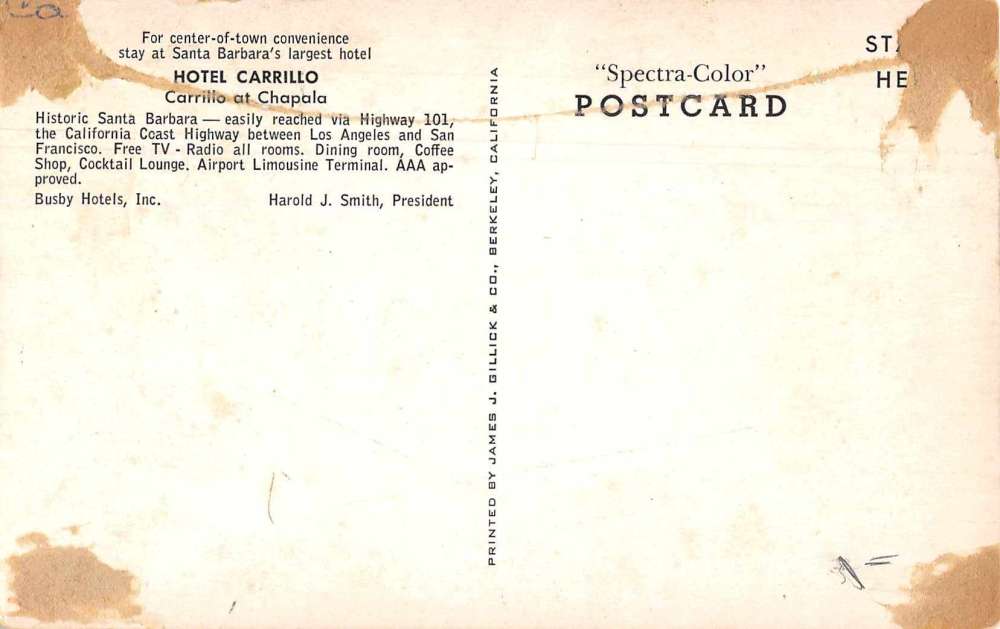 For center-of-town convenience
stay at Santa Barbara's largest hotel
HOTEL CARRILLO
Carrillo at Chapala
Historic Santa Barbara — easily reached via Highway 101,
the California Coast Highway between Los Angeles and San
Francisco. Free TV - Radio all rooms. Dining room, Coffee
Shop, Cocktail Lounge. Airport Limousine Terminal. AAA ap-
proved.
Busby Hotels, Inc. Harold J. Smith, President
PRINTED BY JAMES J. GILLICK & CO., BERKELEY, CALIFORNIA
"Spectra-Color"
POSTCARD
STA
HE